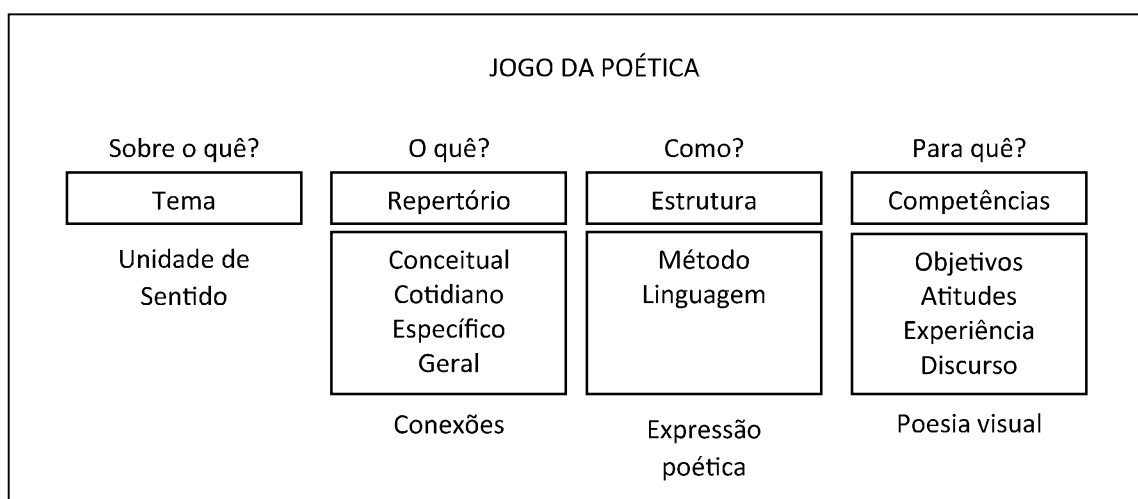 JOGO DA POÉTICA
Sobre o quê?
Tema
Unidade de
Sentido
O quê?
Repertório
Conceitual
Cotidiano
Específico
Geral
Conexões
Como?
Estrutura
Método
Linguagem
Expressão
poética
Para quê?
Competências
Objetivos
Atitudes
Experiência
Discurso
Poesia visual